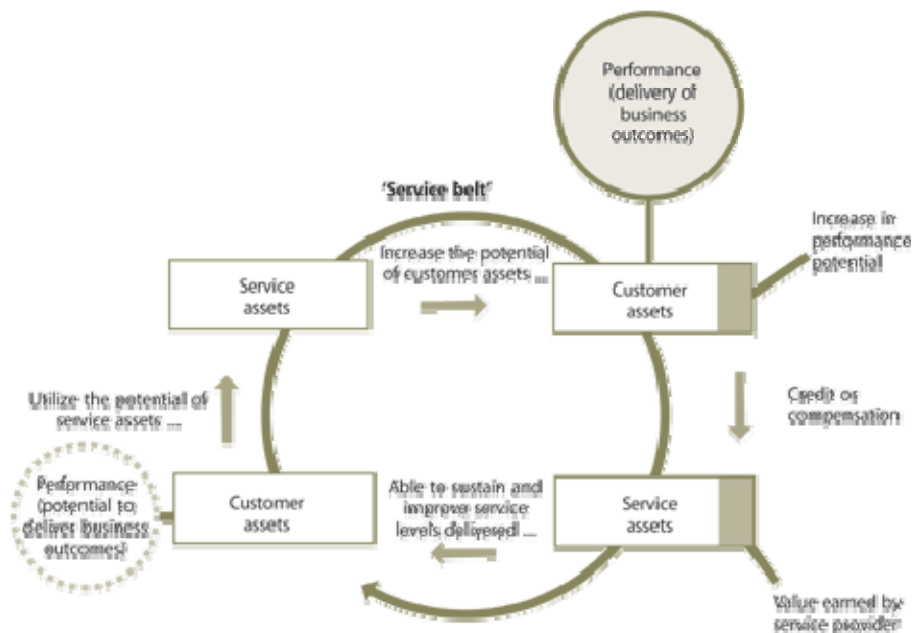 Performance
(delivery of
business
outcomes)
'Service belt'
Increase in
performance
potential
Increase the potential
of customer assets ....
Service
assets
Customer
assets
Utilize the potential of
service assets ....
Credit or
compensation
Performance
(potential to
deliver business
outcomes)
Customer
assets
Able to sustain and
improve service
levels delivered ....
Service
assets
Value earned by
service provider